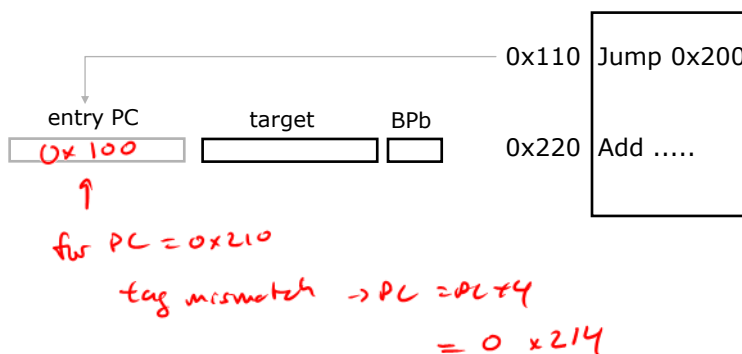 0x110 Jump 0x200
entry PC target BPb
0x100
0x220 Add .....
for PC = 0x210
tag mismatch -> PC = PC+4
= 0x214